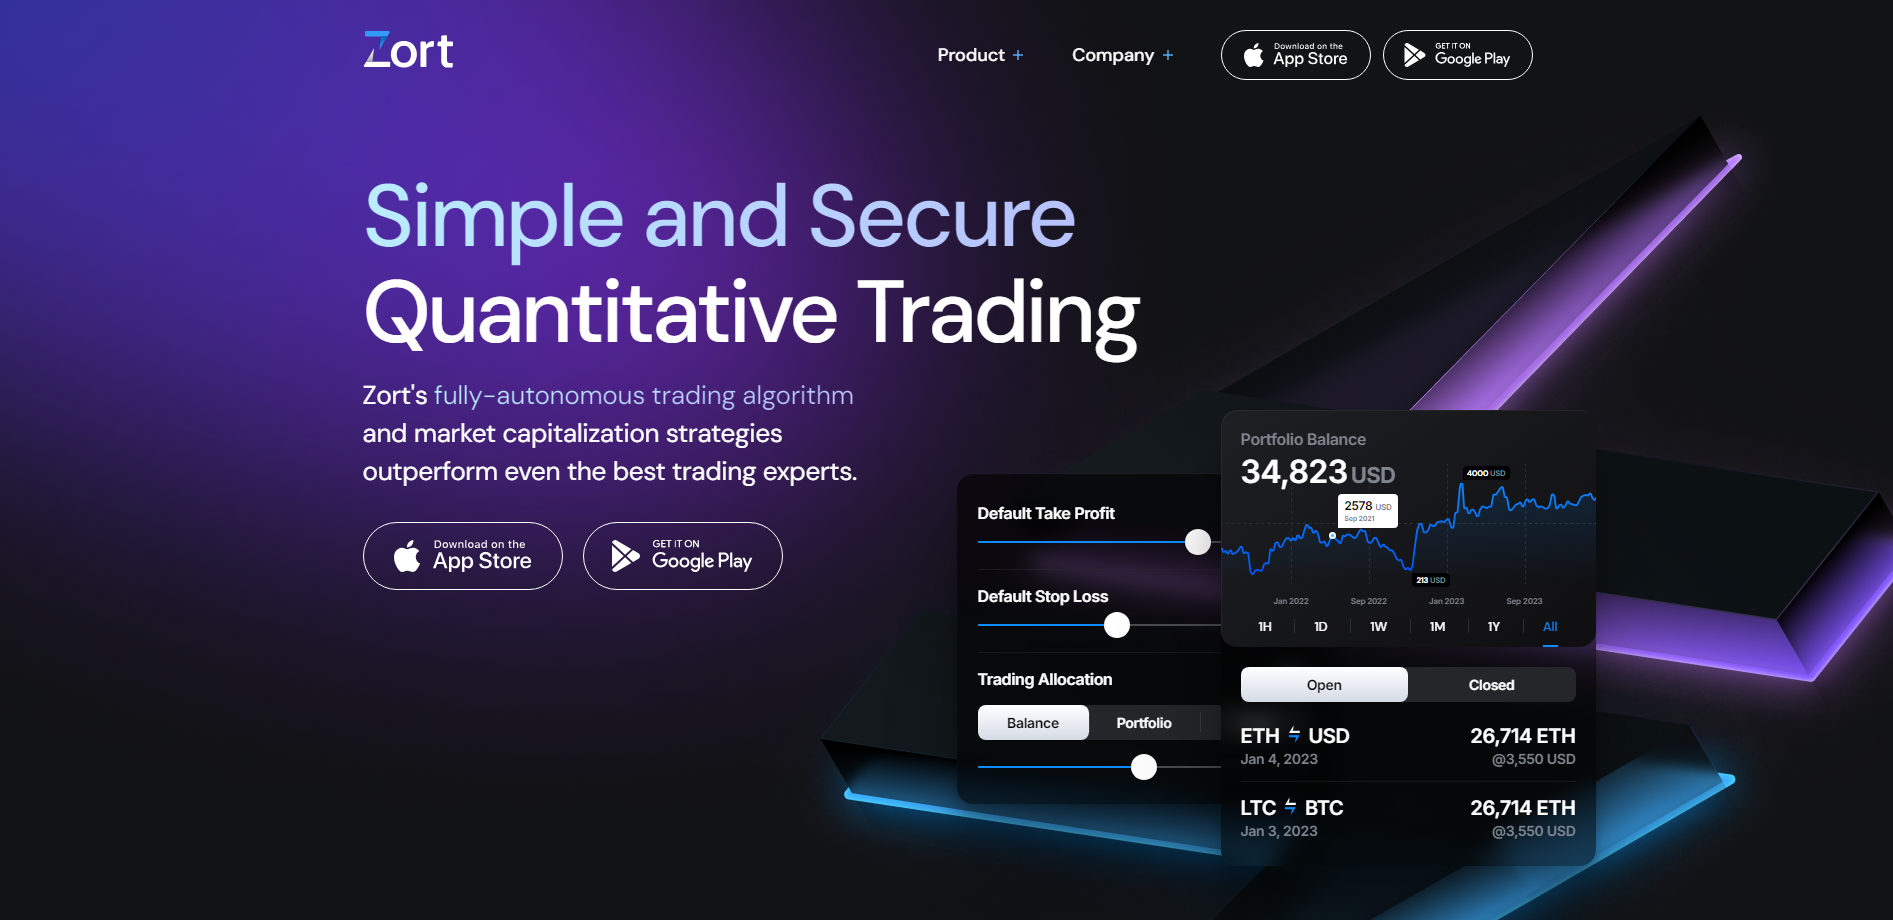 Zort
Product +
Company +
Download on the
App Store
GET IT ON
Google Play
Simple and Secure
Quantitative Trading
Zort's fully-autonomous trading algorithm
and market capitalization strategies
outperform even the best trading experts.
Download on the
App Store
GET IT ON
Google Play
Default Take Profit
Default Stop Loss
Trading Allocation
Balance
Portfolio
Portfolio Balance
34,823 USD
4000 USD
2578 USD
Sep 2021
213 USD
Jan 2022
Sep 2022
Jan 2023
Sep 2023
1H
1D
1W
1M
1Y
All
Open
Closed
ETH USD
26,714 ETH
Jan 4, 2023
@3,550 USD
LTC BTC
26,714 ETH
Jan 3, 2023
@3,550 USD